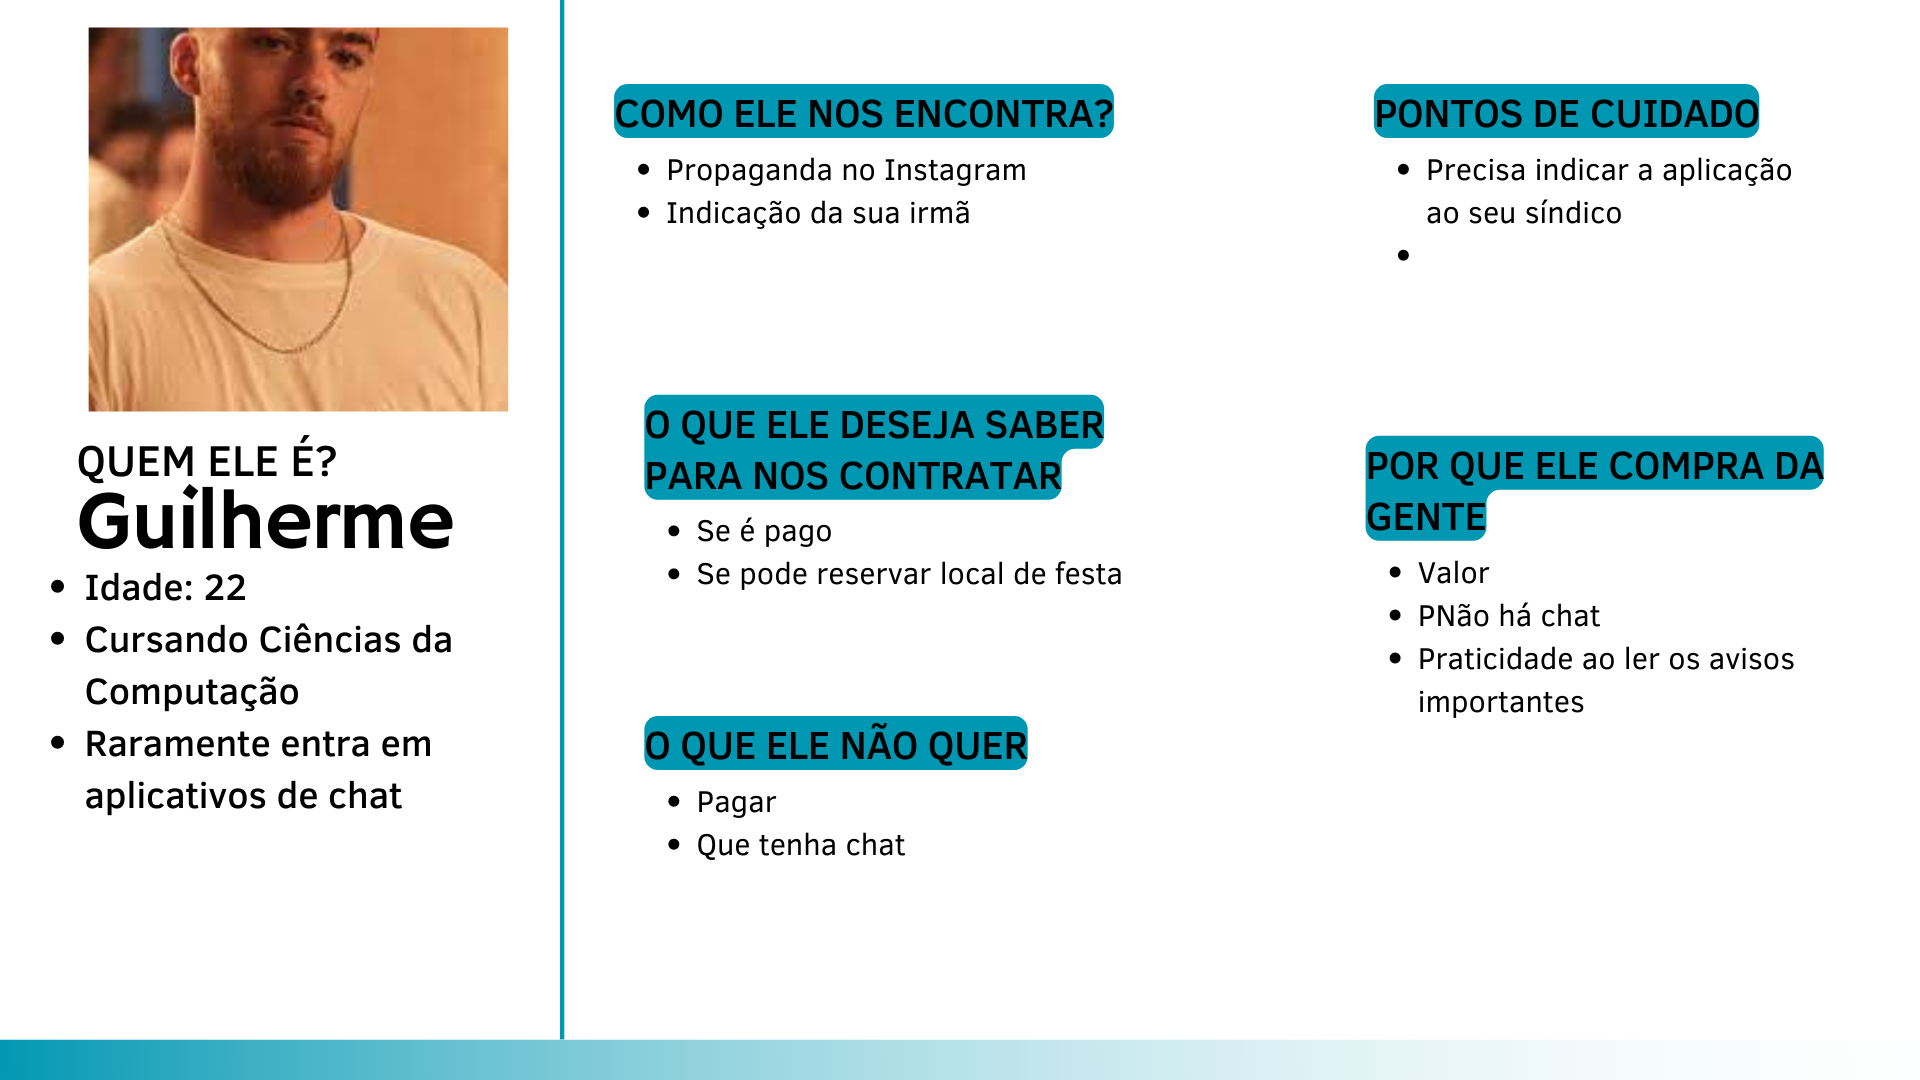 QUEM ELE É?
Guilherme
• Idade: 22
• Cursando Ciências da
Computação
• Raramente entra em
aplicativos de chat
COMO ELE NOS ENCONTRA?
• Propaganda no Instagram
• Indicação da sua irmã
O QUE ELE DESEJA SABER
PARA NOS CONTRATAR
• Se é pago
• Se pode reservar local de festa
O QUE ELE NÃO QUER
• Pagar
• Que tenha chat
PONTOS DE CUIDADO
• Precisa indicar a aplicação
ao seu síndico
•
POR QUE ELE COMPRA DA
GENTE
• Valor
• PNão há chat
• Praticidade ao ler os avisos
importantes